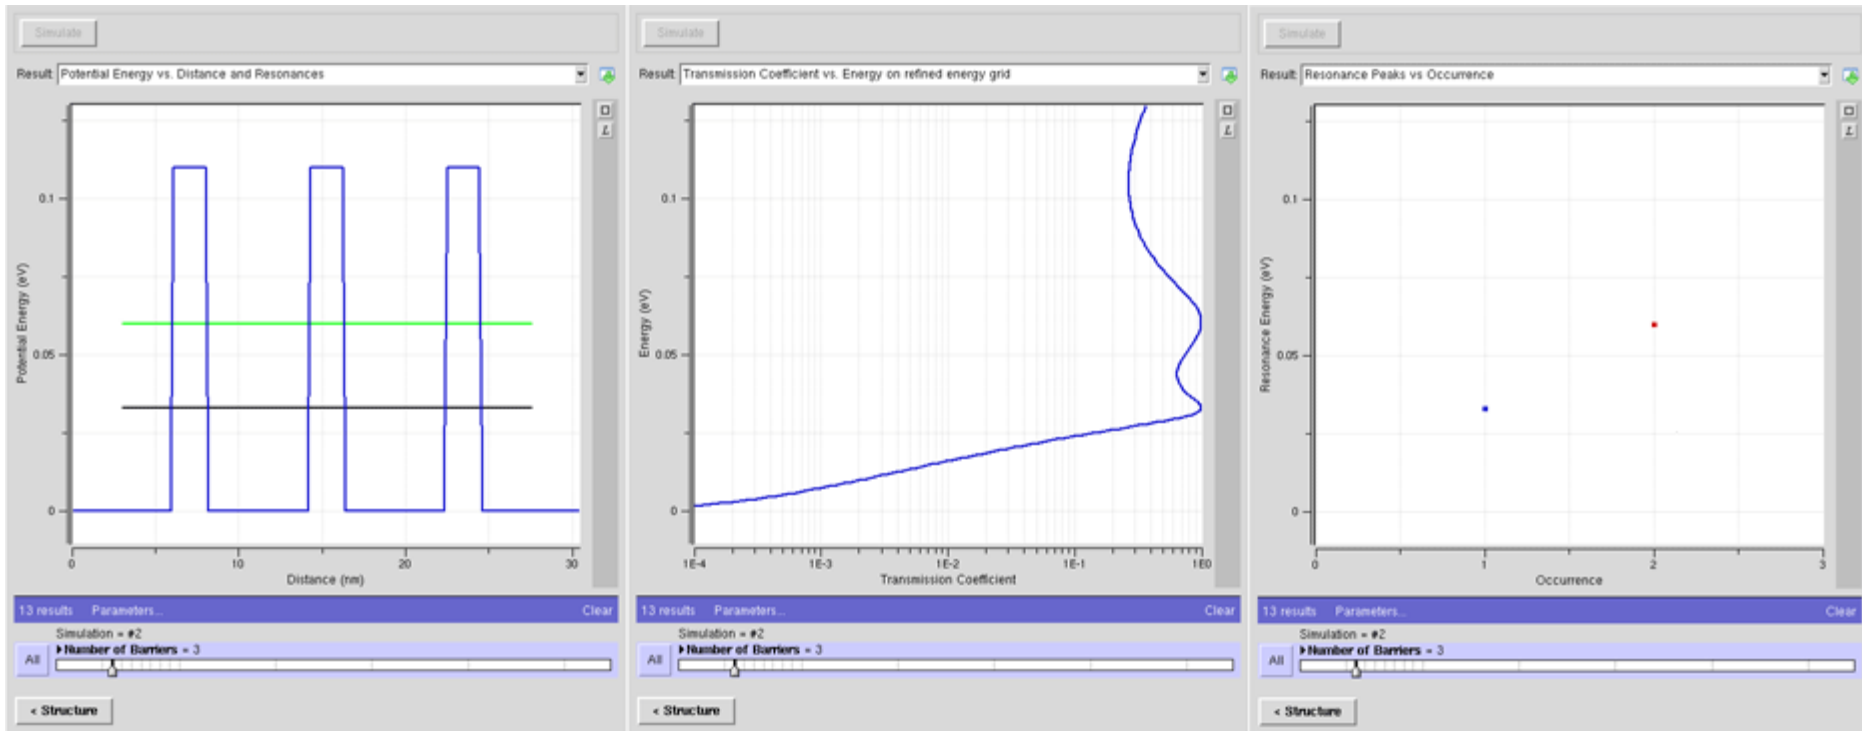 Simulate
Result: Potential Energy vs. Distance and Resonances
L
Potential Energy (eV)
0.1
0.05
0
0 10 20 30
Distance (nm)
13 results Parameters... Clear
Simulation = #2
All
Number of Barriers = 3
< Structure
Simulate
Result: Transmission Coefficient vs. Energy on refined energy grid
L
Energy (eV)
0.1
0.05
0
1E-4 1E-3 1E-2 1E-1 1E0
Transmission Coefficient
13 results Parameters... Clear
Simulation = #2
All
Number of Barriers = 3
< Structure
Simulate
Result: Resonance Peaks vs Occurrence
L
Resonance Energy (eV)
0.1
0.05
0
0 1 2 3
Occurrence
13 results Parameters... Clear
Simulation = #2
All
Number of Barriers = 3
< Structure